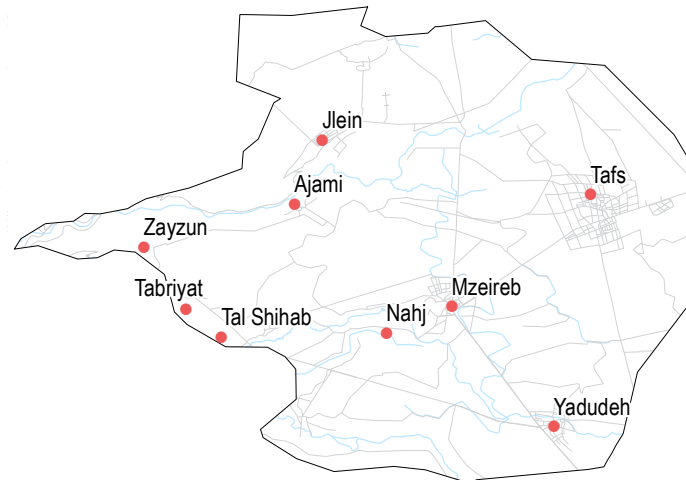 Jlein
Tafs
Ajami
Zayzun
Tabriyat
Mzeireb
Tal Shihab
Nahj
Yadudeh